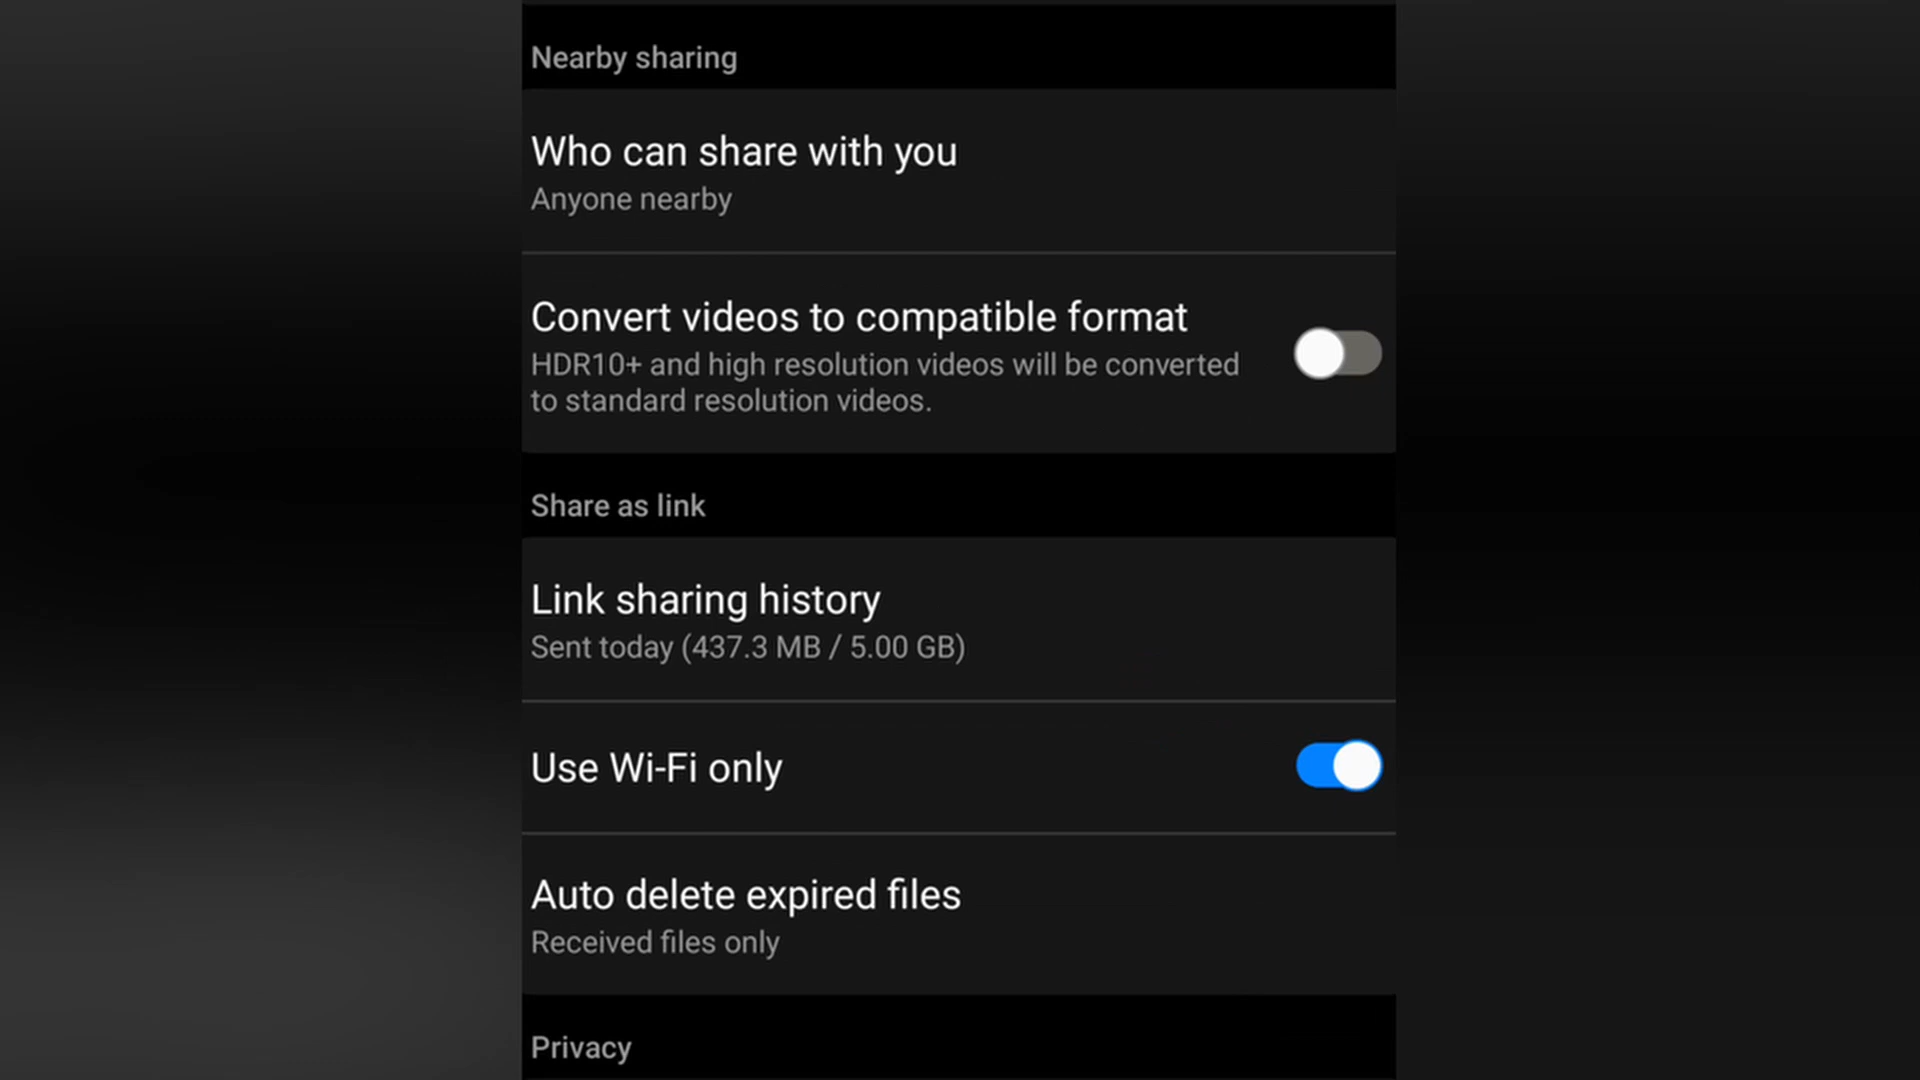 Nearby sharing
Who can share with you
Anyone nearby
Convert videos to compatible format
HDR10+ and high resolution videos will be converted
to standard resolution videos.
Share as link
Link sharing history
Sent today (437.3 MB / 5.00 GB)
Use Wi-Fi only
Auto delete expired files
Received files only
Privacy